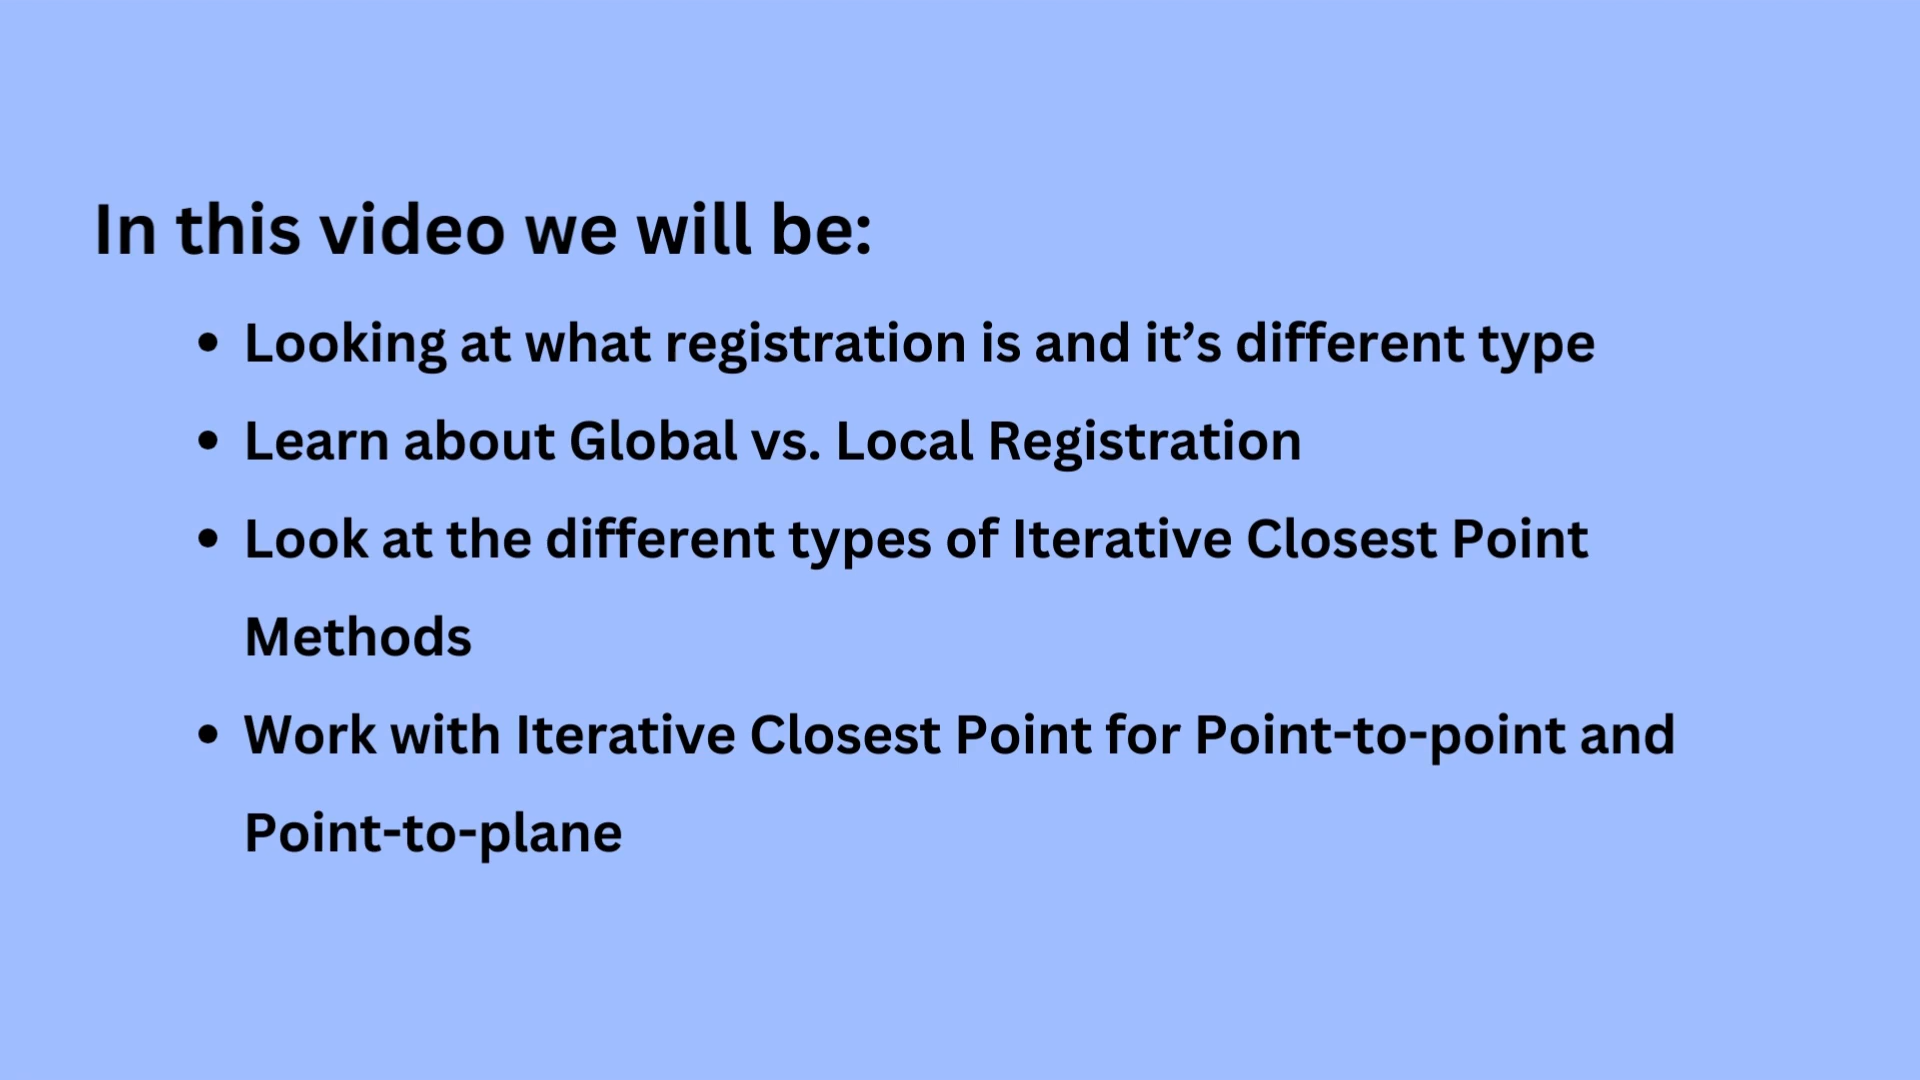 In this video we will be:
• Looking at what registration is and it’s different type
• Learn about Global vs. Local Registration
• Look at the different types of Iterative Closest Point
Methods
• Work with Iterative Closest Point for Point-to-point and
Point-to-plane